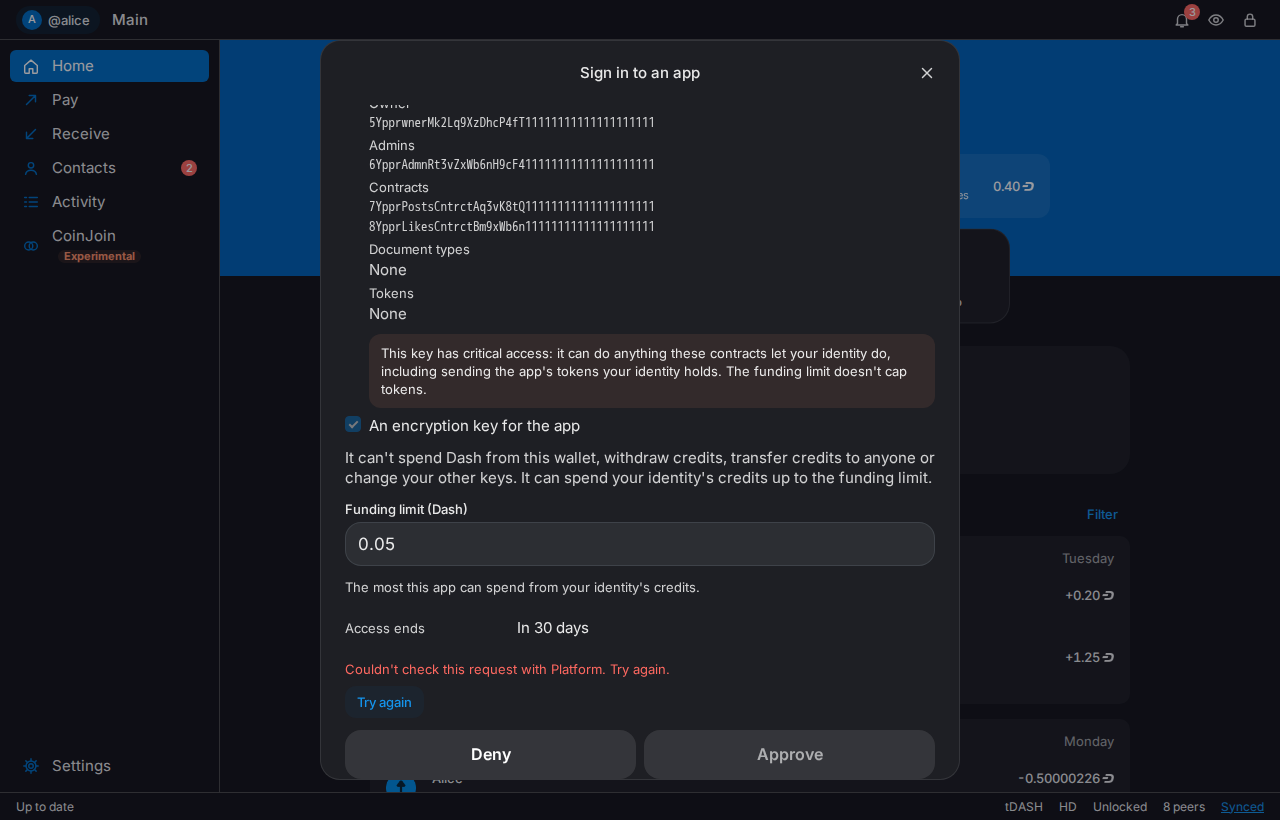 A @alice Main 3
Sign in to an app
Home
Pay
Receive
Contacts 2
Activity
CoinJoin
Experimental
Settings
Owner
5YpprwnerMk2Lq9XzDhcP4fT11111111111111111111
Admins
6YpprAdmnRt3vZxWb6nH9cF411111111111111111111
Contracts
7YpprPostsCntrctAq3vK8tQ11111111111111111111
8YpprLikesCntrctBm9xWb6n11111111111111111111
Document types
None
Tokens
None
This key has critical access: it can do anything these contracts let your identity do,
including sending the app's tokens your identity holds. The funding limit doesn't cap
tokens.
An encryption key for the app
It can't spend Dash from this wallet, withdraw credits, transfer credits to anyone or
change your other keys. It can spend your identity's credits up to the funding limit.
Funding limit (Dash)
0.05
The most this app can spend from your identity's credits.
Access ends In 30 days
Couldn't check this request with Platform. Try again.
Try again
Deny Approve
0.40
Filter
Tuesday
+0.20
+1.25
Monday
Alice -0.50000226
Up to date tDASH HD Unlocked 8 peers Synced